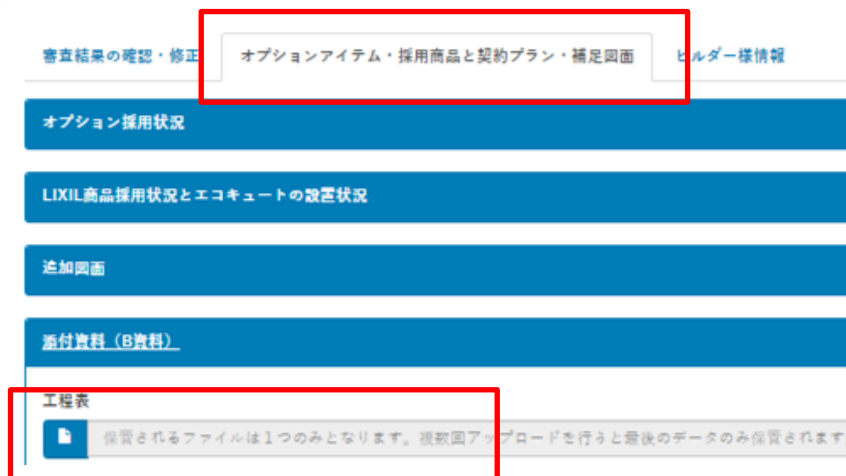 審査結果の確認・修正
オプションアイテム・採用商品と契約プラン・補足図面
ビルダー様情報
オプション採用状況
LIXIL商品採用状況とエコキュートの設置状況
追加図面
添付資料（B資料）
工程表
保管されるファイルは1つのみとなります。複数回アップロードを行うと最後のデータのみ保管されます